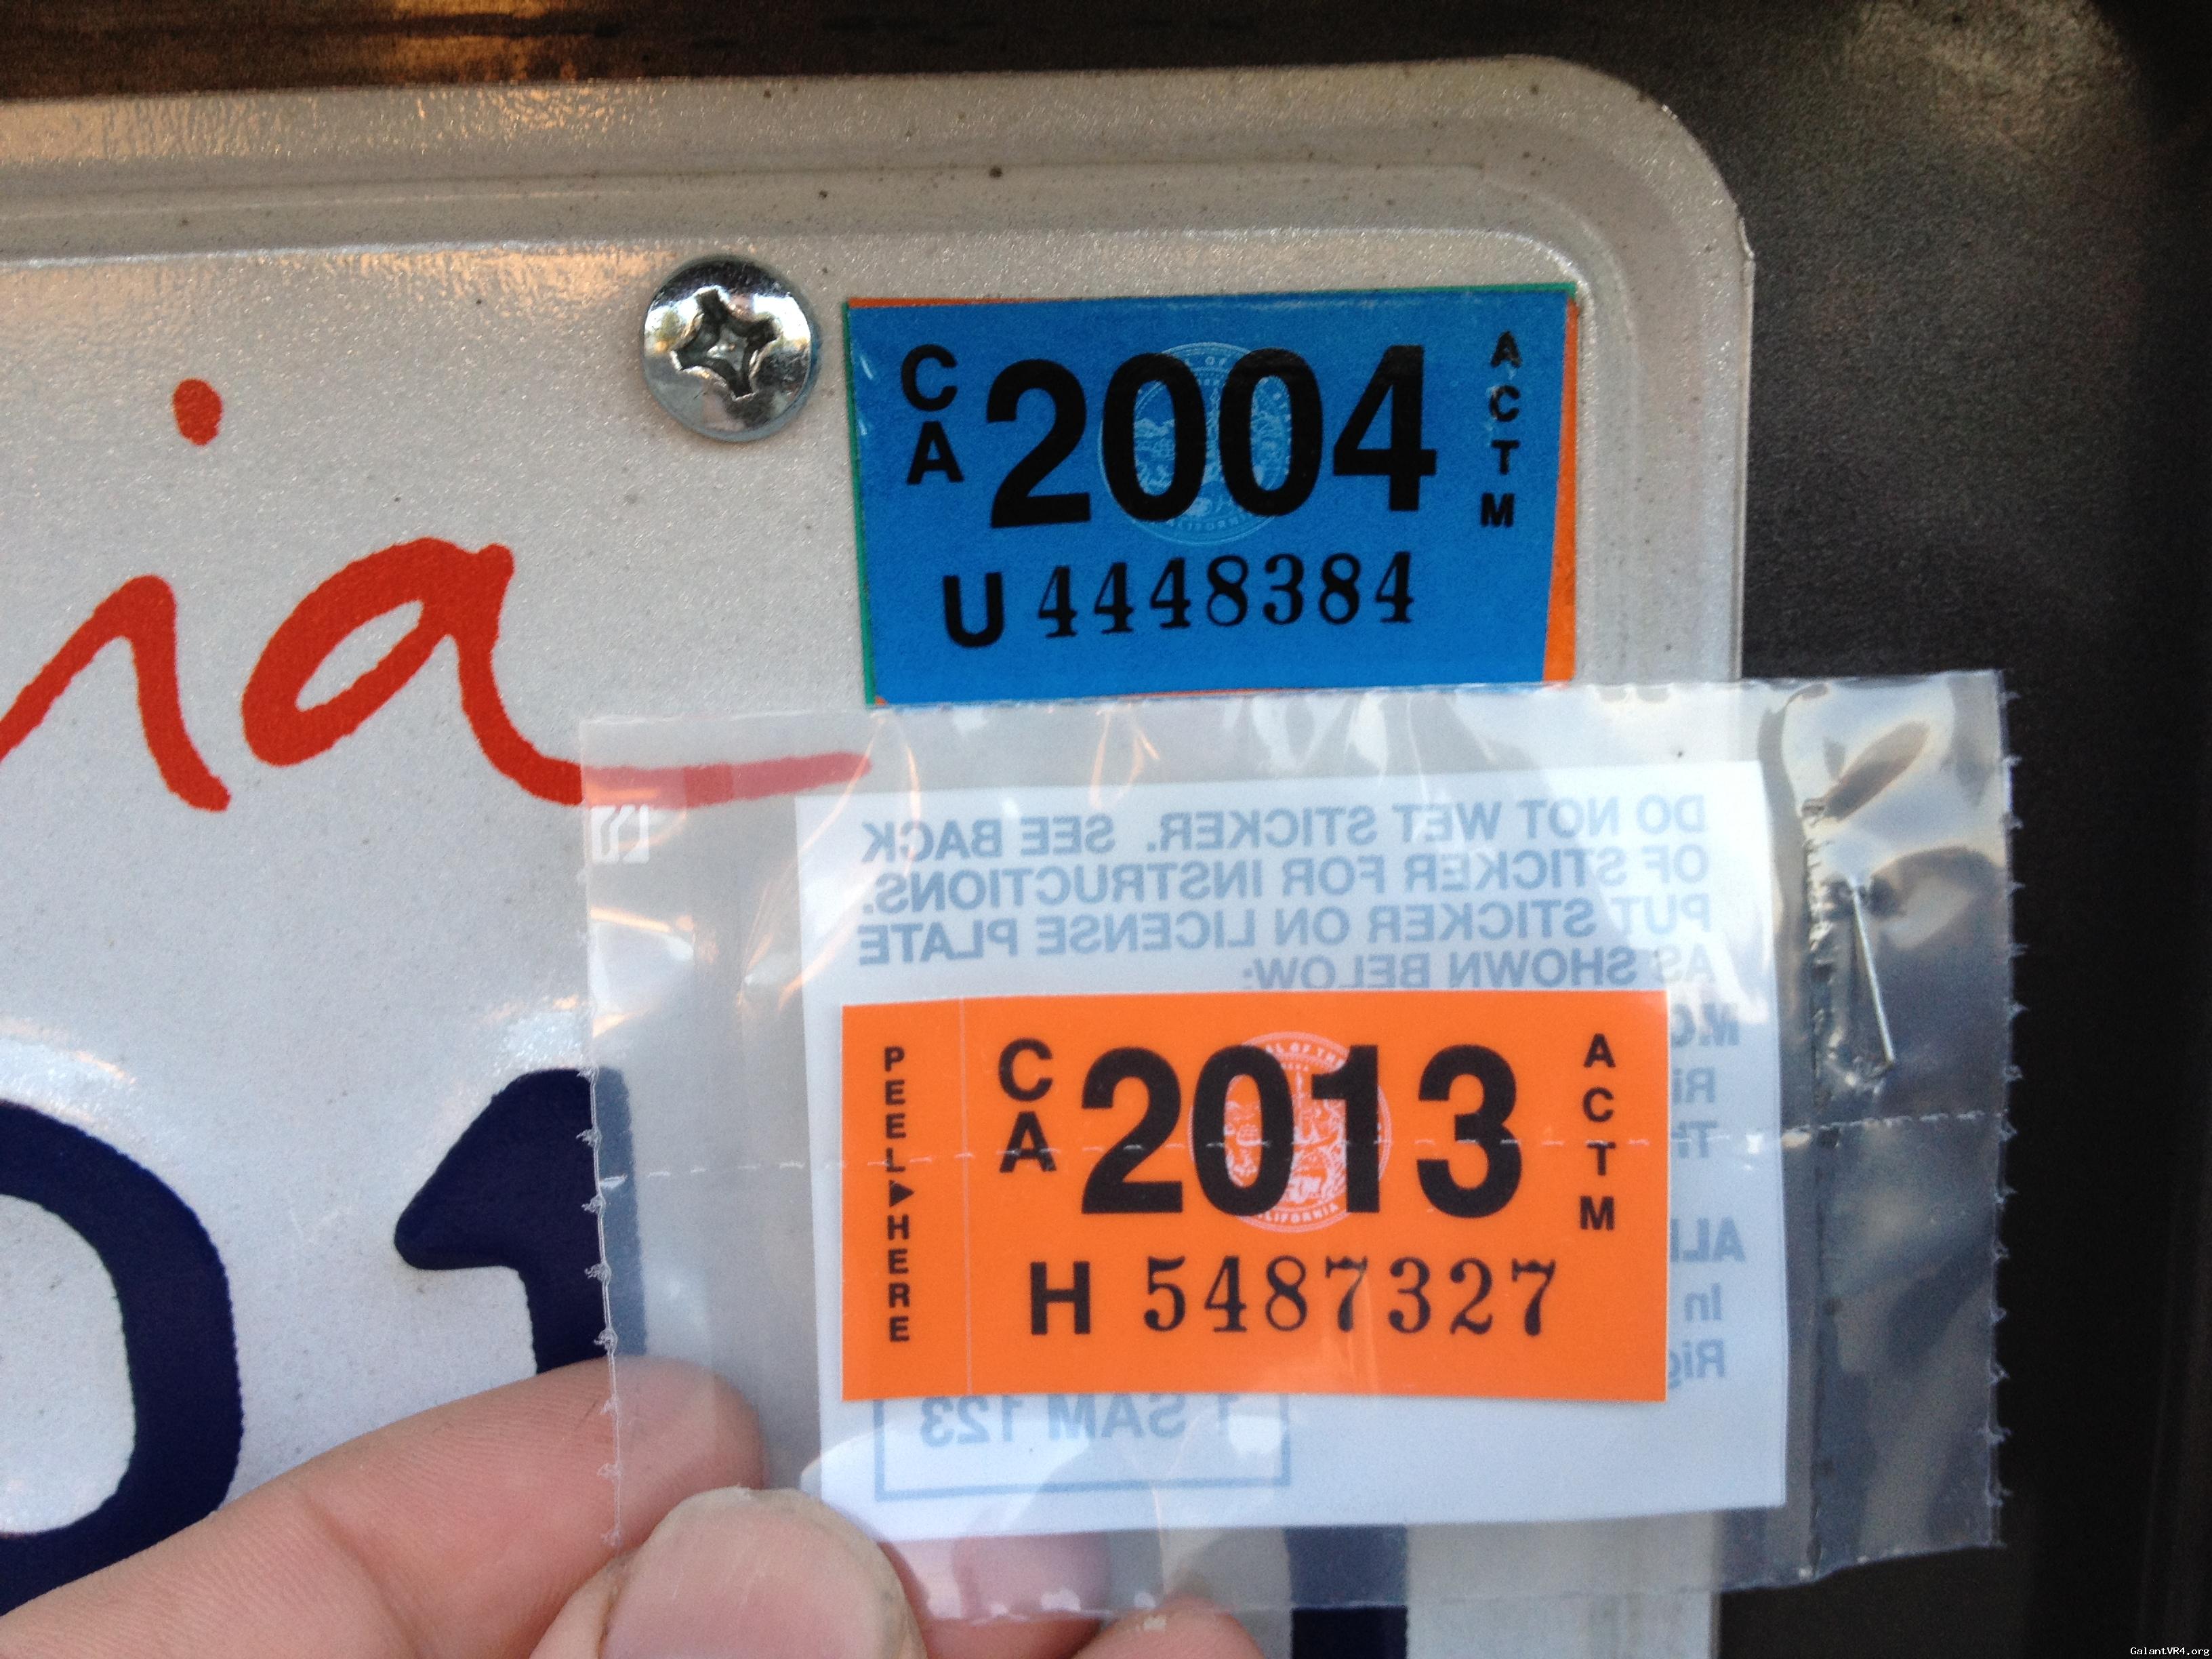 ia
CA 2004 ACTM
U 4448384
DO NOT WET STICKER. SEE BACK
OF STICKER FOR INSTRUCTIONS.
PUT STICKER ON LICENSE PLATE
AS SHOWN BELOW:
PEEL HERE
CA 2013 ACTM
H 5487327
1 SAM 123
01
GalantVR4.org